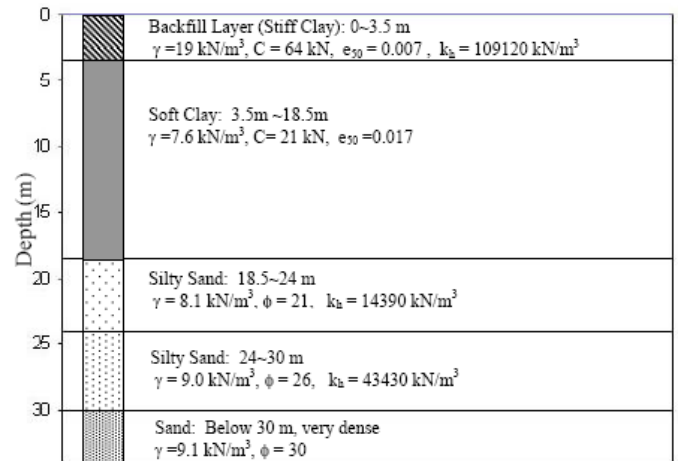 0
Backfill Layer (Stiff Clay): 0~3.5 m
γ =19 kN/m³, C = 64 kN, e₅₀ = 0.007 , kₕ = 109120 kN/m³
5
Soft Clay: 3.5m ~18.5m
γ =7.6 kN/m³, C= 21 kN, e₅₀ =0.017
10
Depth (m)
15
20
Silty Sand: 18.5~24 m
γ = 8.1 kN/m³, ϕ = 21, kₕ = 14390 kN/m³
25
Silty Sand: 24~30 m
γ = 9.0 kN/m³, ϕ = 26, kₕ = 43430 kN/m³
30
Sand: Below 30 m, very dense
γ =9.1 kN/m³, ϕ = 30